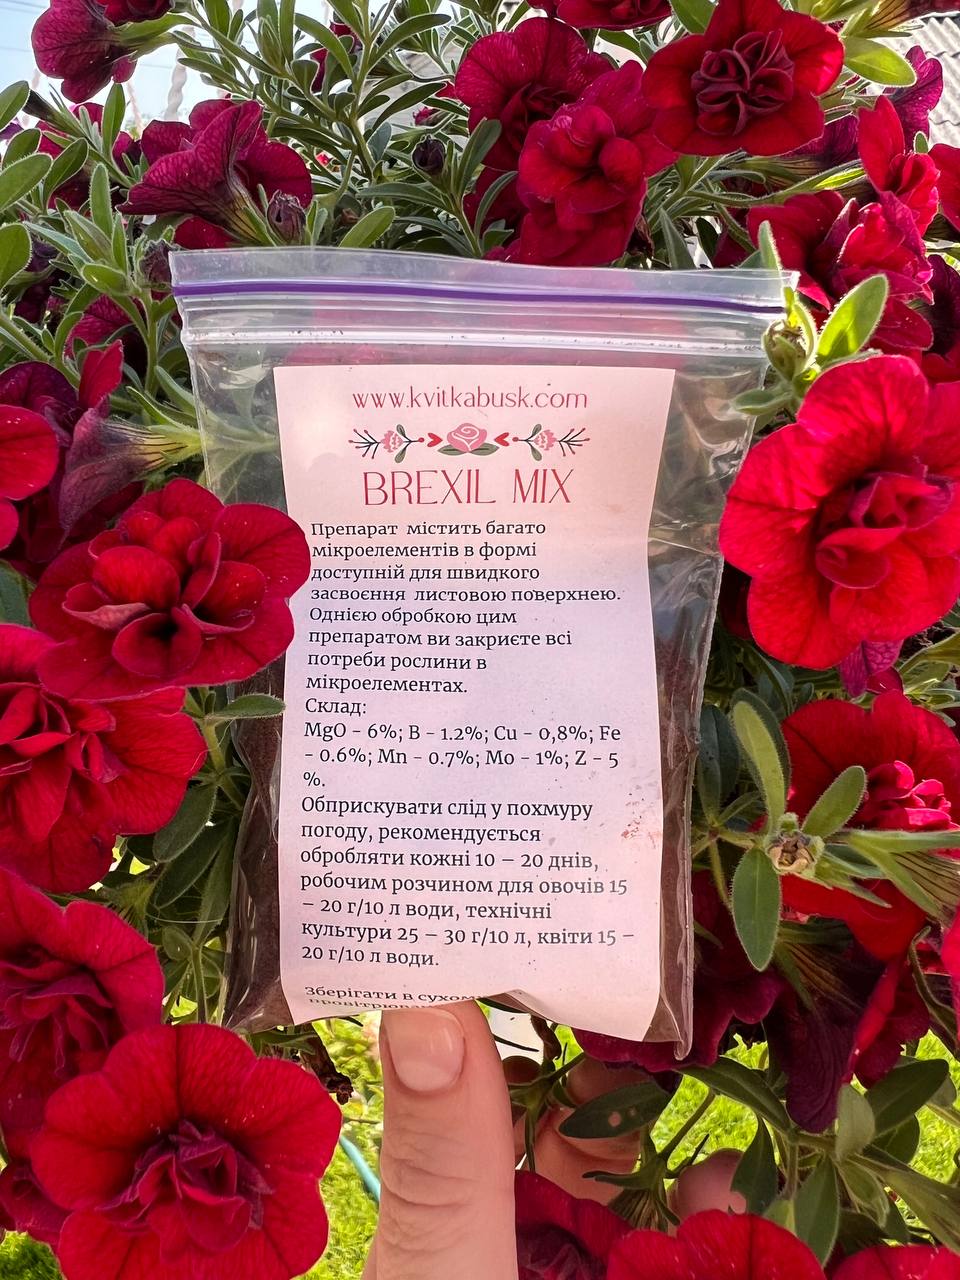 www.kvitkabusk.com
BREXIL MIX
Препарат містить багато
мікроелементів в формі
доступній для швидкого
засвоєння листовою поверхнею.
Однією обробкою цим
препаратом ви закриєте всі
потреби рослини в
мікроелементах.
Склад:
MgO - 6%; B - 1.2%; Cu - 0,8%; Fe
- 0.6%; Mn - 0.7%; Mo - 1%; Z - 5
%.
Обприскувати слід у похмуру
погоду, рекомендується
обробляти кожні 10 – 20 днів,
робочим розчином для овочів 15
– 20 г/10 л води, технічні
культури 25 – 30 г/10 л, квіти 15 –
20 г/10 л води.
Зберігати в